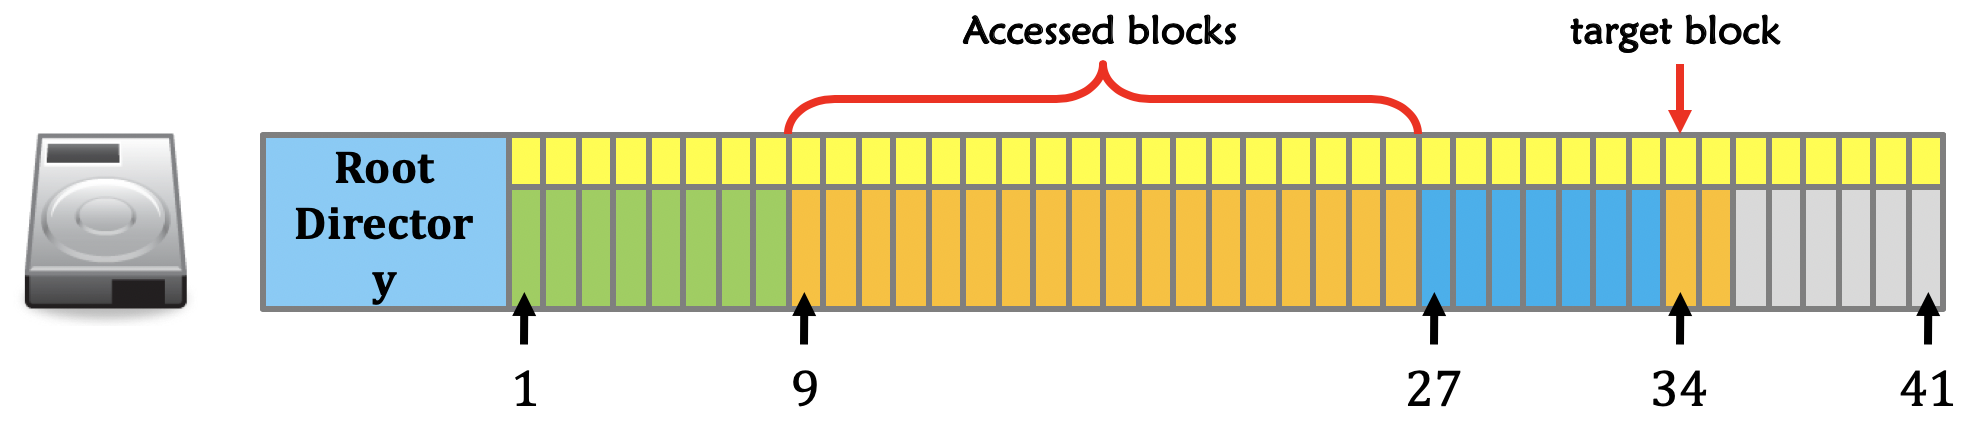 Accessed blocks
target block
Root
Director
y
1
9
27
34
41